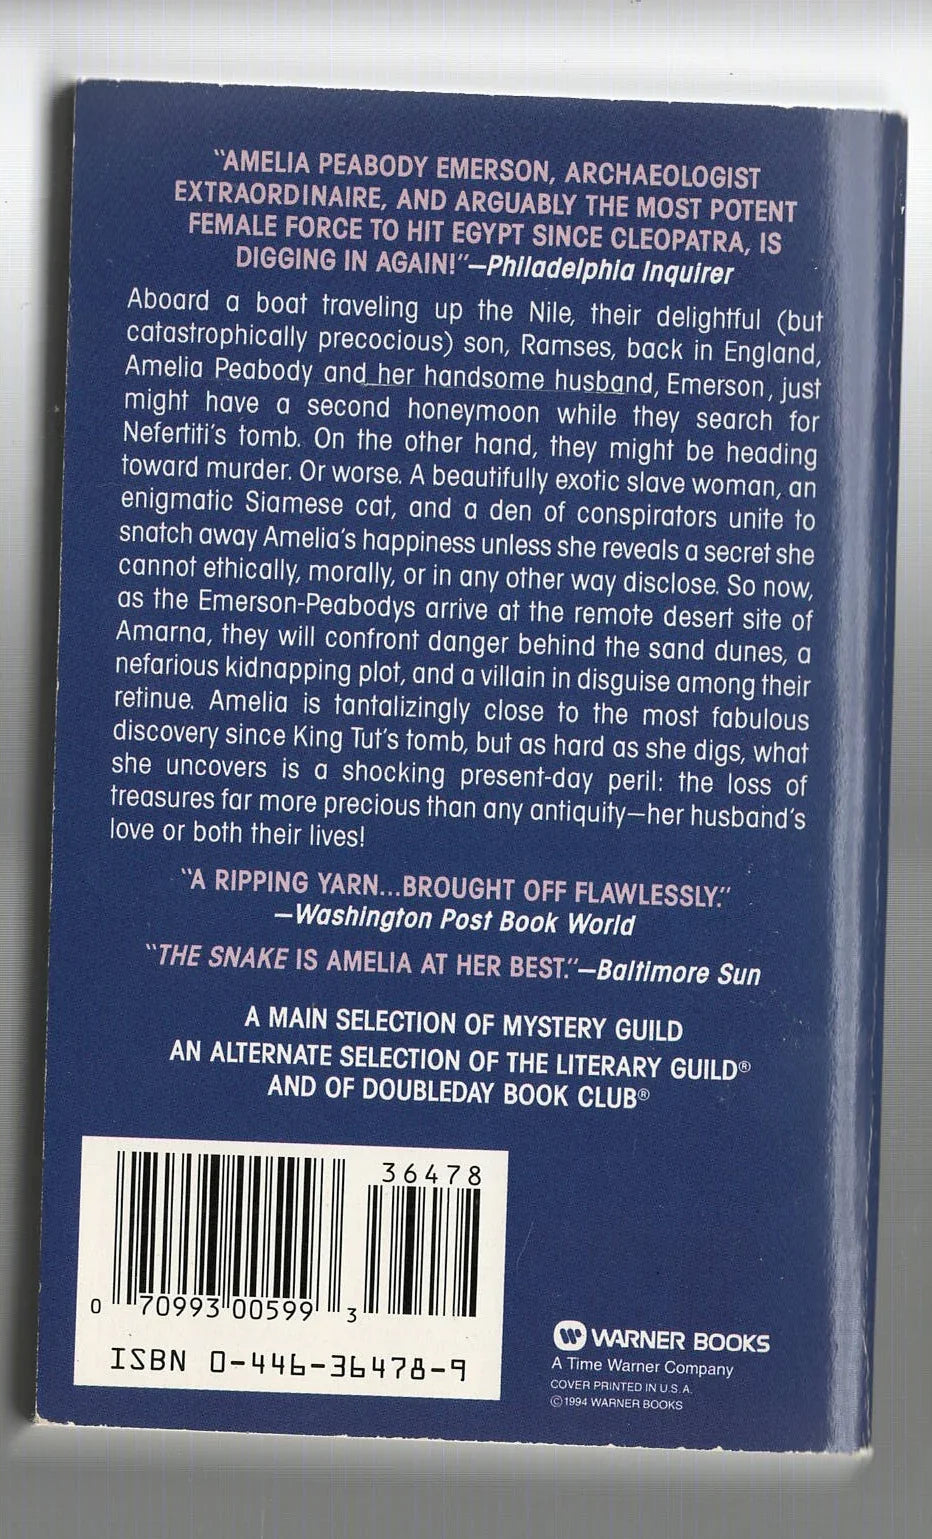 "AMELIA PEABODY EMERSON, ARCHAEOLOGIST
EXTRAORDINAIRE, AND ARGUABLY THE MOST POTENT
FEMALE FORCE TO HIT EGYPT SINCE CLEOPATRA, IS
DIGGING IN AGAIN!"—Philadelphia Inquirer
Aboard a boat traveling up the Nile, their delightful (but
catastrophically precocious) son, Ramses, back in England,
Amelia Peabody and her handsome husband, Emerson, just
might have a second honeymoon while they search for
Nefertiti's tomb. On the other hand, they might be heading
toward murder. Or worse. A beautifully exotic slave woman, an
enigmatic Siamese cat, and a den of conspirators unite to
snatch away Amelia's happiness unless she reveals a secret she
cannot ethically, morally, or in any other way disclose. So now,
as the Emerson-Peabodys arrive at the remote desert site of
Amarna, they will confront danger behind the sand dunes, a
nefarious kidnapping plot, and a villain in disguise among their
retinue. Amelia is tantalizingly close to the most fabulous
discovery since King Tut's tomb, but as hard as she digs, what
she uncovers is a shocking present-day peril: the loss of
treasures far more precious than any antiquity—her husband's
love or both their lives!
"A RIPPING YARN...BROUGHT OFF FLAWLESSLY."
—Washington Post Book World
"THE SNAKE IS AMELIA AT HER BEST."—Baltimore Sun
A MAIN SELECTION OF MYSTERY GUILD
AN ALTERNATE SELECTION OF THE LITERARY GUILD®
AND OF DOUBLEDAY BOOK CLUB®
36478
0 70993 00599 3
ISBN 0-446-36478-9
W WARNER BOOKS
A Time Warner Company
COVER PRINTED IN U.S.A.
©1994 WARNER BOOKS